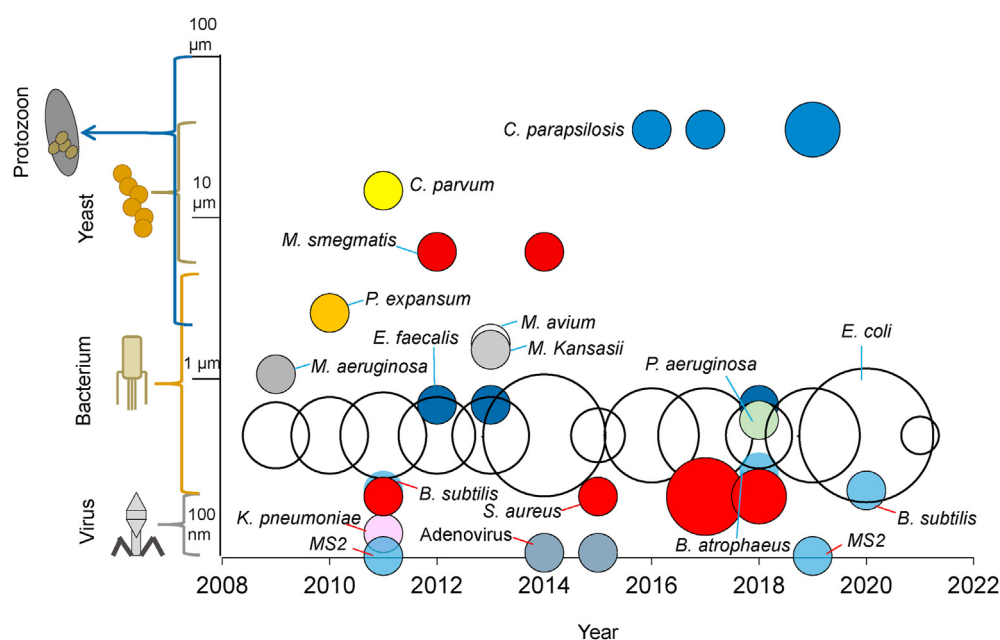 100
µm
Protozoon
C. parapsilosis
10
µm
C. parvum
Yeast
M. smegmatis
P. expansum
M. avium
E. faecalis
E. coli
M. Kansasii
1 µm
M. aeruginosa
P. aeruginosa
Bacterium
B. subtilis
S. aureus
K. pneumoniae
B. subtilis
100
nm
Virus
MS2
Adenovirus
B. atrophaeus
MS2
2008
2010
2012
2014
2016
2018
2020
2022
Year